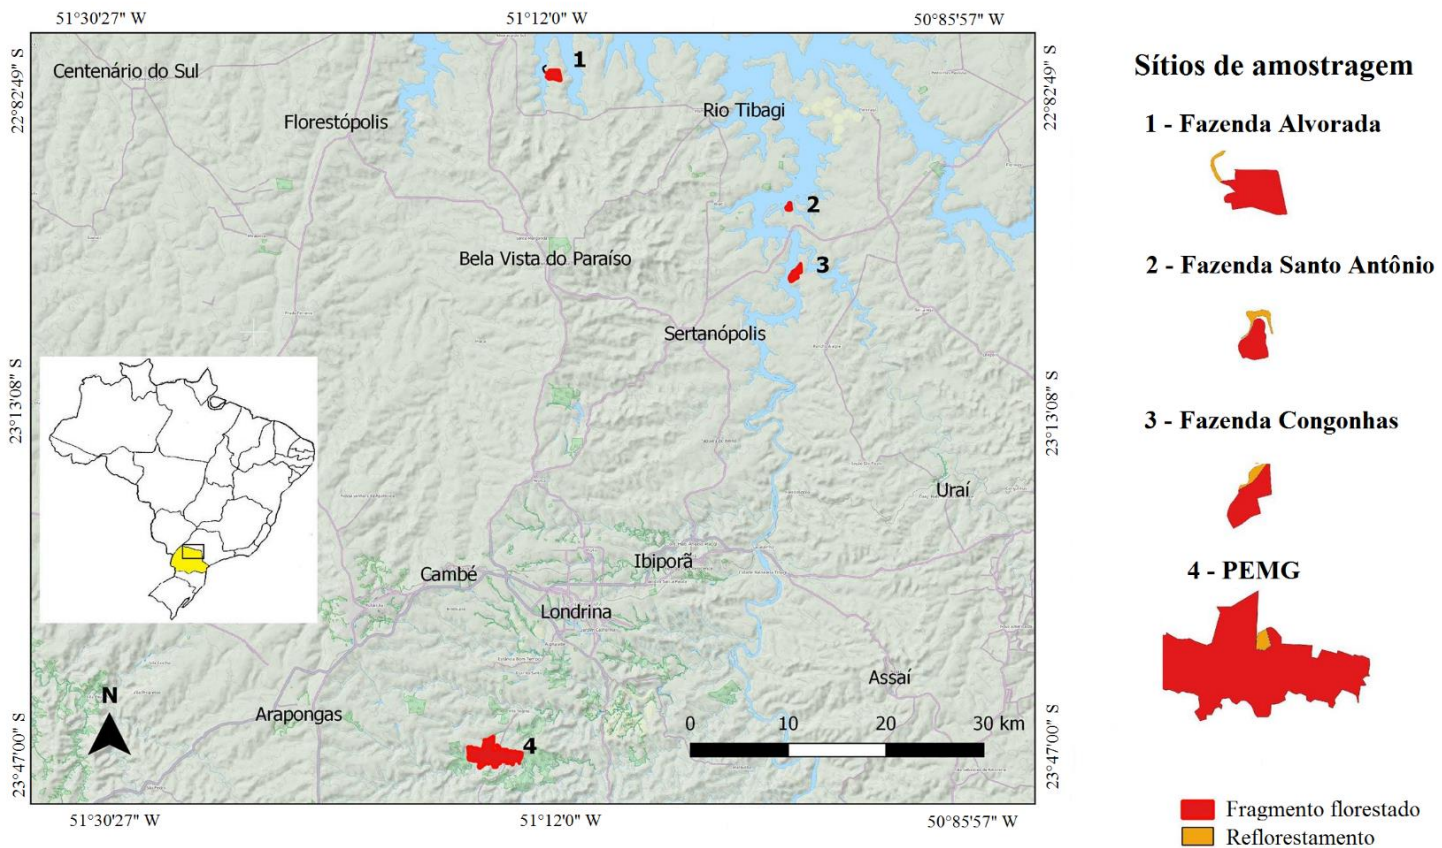 51°30'27" W
51°12'0" W
50°85'57" W
22°82'49" S
22°82'49" S
Centenário do Sul
1
Florestópolis
Rio Tibagi
2
Bela Vista do Paraíso
3
Sertanópolis
23°13'08" S
23°13'08" S
Uraí
Ibiporã
Cambé
Londrina
Assaí
N
Arapongas
0 10 20 30 km
4
23°47'00" S
23°47'00" S
51°30'27" W
51°12'0" W
50°85'57" W
Sítios de amostragem
1 - Fazenda Alvorada
2 - Fazenda Santo Antônio
3 - Fazenda Congonhas
4 - PEMG
Fragmento florestado
Reflorestamento